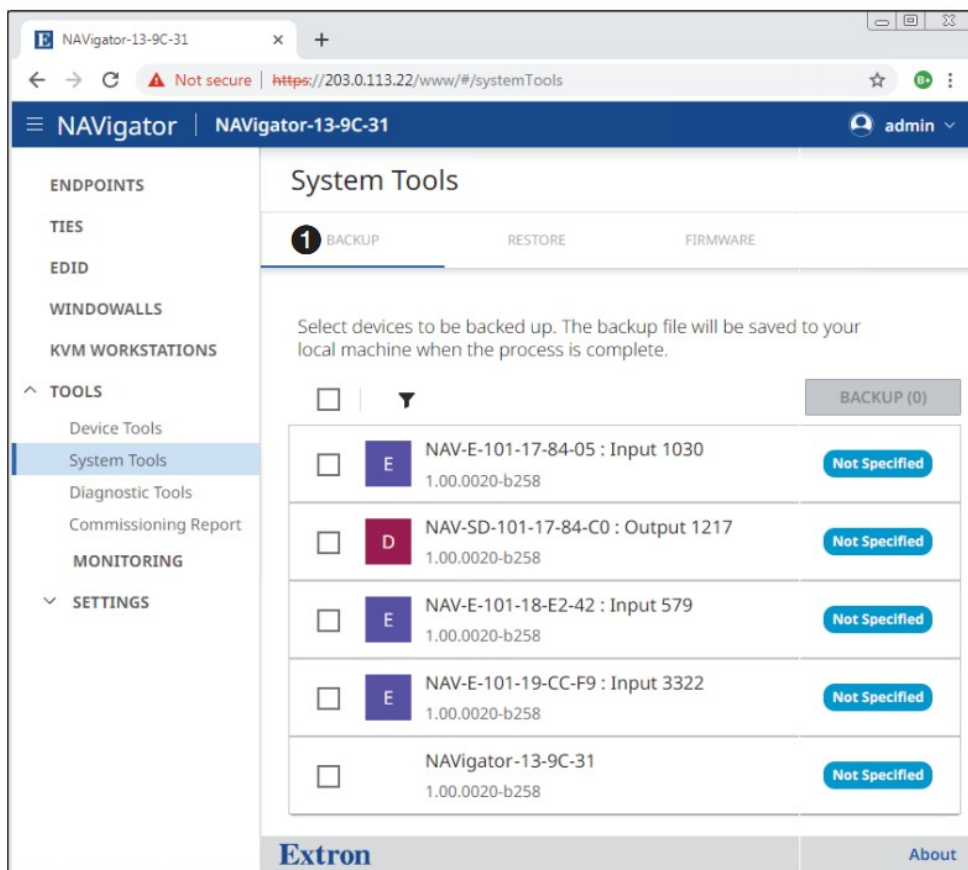 E NAVigator-13-9C-31
Not secure | https://203.0.113.22/www/#/systemTools
B+
NAVigator | NAVigator-13-9C-31
admin
ENDPOINTS
TIES
EDID
WINDOWALLS
KVM WORKSTATIONS
TOOLS
Device Tools
System Tools
Diagnostic Tools
Commissioning Report
MONITORING
SETTINGS
System Tools
1 BACKUP
RESTORE
FIRMWARE
Select devices to be backed up. The backup file will be saved to your
local machine when the process is complete.
BACKUP (0)
E
NAV-E-101-17-84-05 : Input 1030
1.00.0020-b258
Not Specified
D
NAV-SD-101-17-84-C0 : Output 1217
1.00.0020-b258
Not Specified
E
NAV-E-101-18-E2-42 : Input 579
1.00.0020-b258
Not Specified
E
NAV-E-101-19-CC-F9 : Input 3322
1.00.0020-b258
Not Specified
NAVigator-13-9C-31
1.00.0020-b258
Not Specified
Extron
About